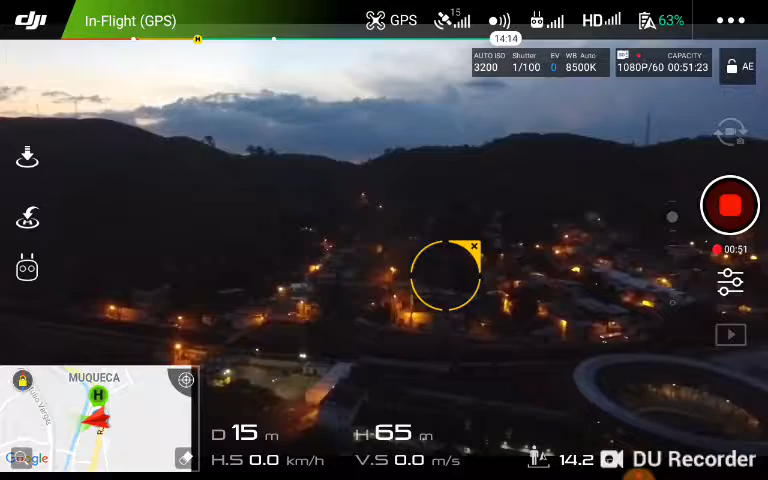 dji In-Flight (GPS) GPS 15 HD 63%
H
14:14
AUTO ISO Shutter EV WB Auto CAPACITY
3200 1/100 0 8500K 1080P/60 00:51:23
AE
00:51
MUQUECA
H
Google
D 15 m H 65 m
H.S 0.0 km/h V.S 0.0 m/s 14.2 DU Recorder